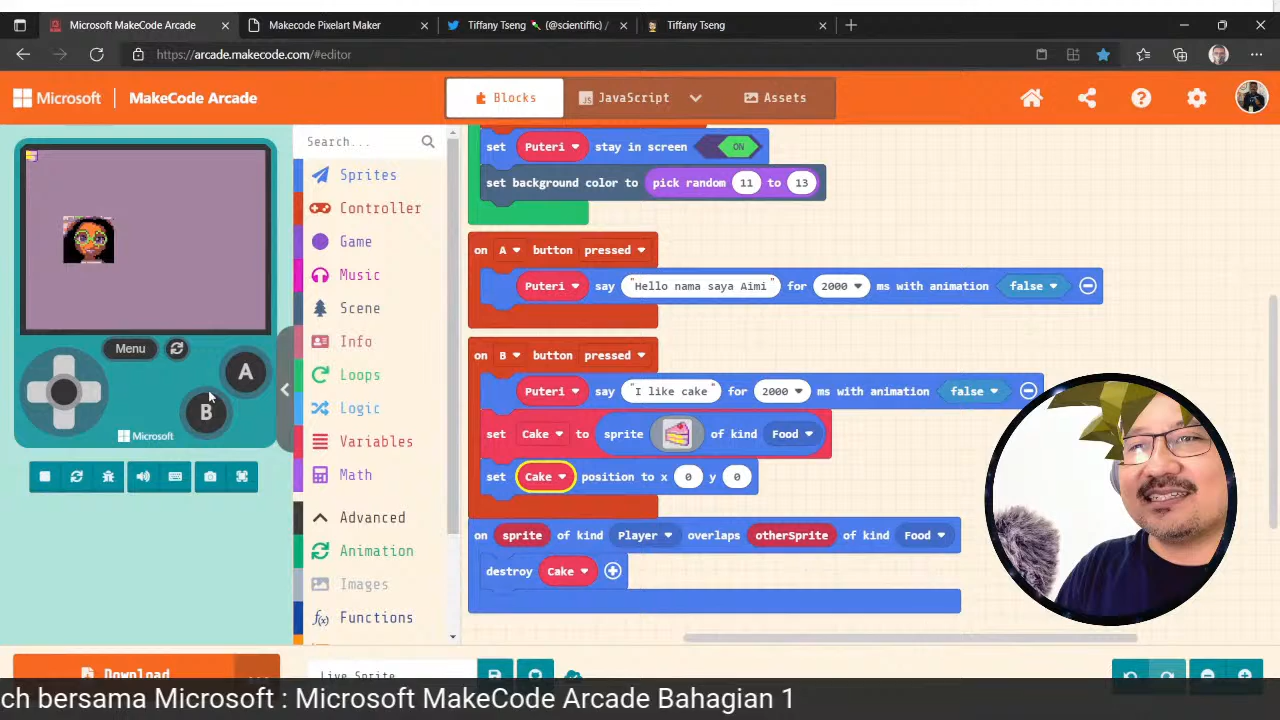 Microsoft MakeCode Arcade
Makecode Pixelart Maker
Tiffany Tseng (@scientiffic) /
Tiffany Tseng
https://arcade.makecode.com/#editor
Microsoft
MakeCode Arcade
Blocks
JavaScript
Assets
Search...
Sprites
Controller
Game
Music
Scene
Info
Loops
Logic
Variables
Math
Advanced
Animation
Images
Functions
Menu
A
B
Microsoft
Download
set Puteri stay in screen ON
set background color to pick random 11 to 13
on A button pressed
Puteri say "Hello nama saya Aimi" for 2000 ms with animation false
on B button pressed
Puteri say "I like cake" for 2000 ms with animation false
set Cake to sprite of kind Food
set Cake position to x 0 y 0
on sprite of kind Player overlaps otherSprite of kind Food
destroy Cake
Live Sprite
ch bersama Microsoft : Microsoft MakeCode Arcade Bahagian 1